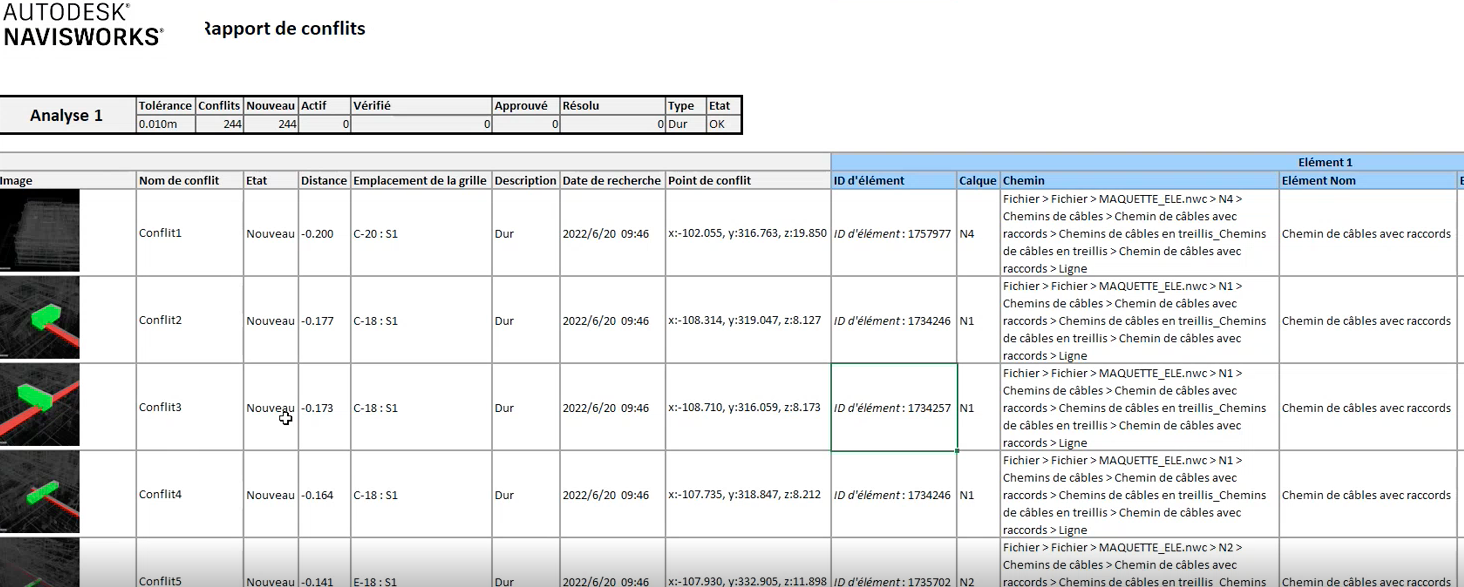 AUTODESK®
NAVISWORKS®
Rapport de conflits
Analyse 1 Tolérance Conflits Nouveau Actif Vérifié Approuvé Résolu Type Etat
0.010m 244 244 0 0 0 0 Dur OK
Elément 1
Image Nom de conflit Etat Distance Emplacement de la grille Description Date de recherche Point de conflit ID d'élément Calque Chemin Elément Nom
Conflit1 Nouveau -0.200 C-20 : S1 Dur 2022/6/20 09:46 x:-102.055, y:316.763, z:19.850 ID d'élément : 1757977 N4
Fichier > Fichier > MAQUETTE_ELE.nwc > N4 >
Chemins de câbles > Chemin de câbles avec
raccords > Chemins de câbles en treillis_Chemins
de câbles en treillis > Chemin de câbles avec
raccords > Ligne
Chemin de câbles avec raccords
Conflit2 Nouveau -0.177 C-18 : S1 Dur 2022/6/20 09:46 x:-108.314, y:319.047, z:8.127 ID d'élément : 1734246 N1
Fichier > Fichier > MAQUETTE_ELE.nwc > N1 >
Chemins de câbles > Chemin de câbles avec
raccords > Chemins de câbles en treillis_Chemins
de câbles en treillis > Chemin de câbles avec
raccords > Ligne
Chemin de câbles avec raccords
Conflit3 Nouveau -0.173 C-18 : S1 Dur 2022/6/20 09:46 x:-108.710, y:316.059, z:8.173 ID d'élément : 1734257 N1
Fichier > Fichier > MAQUETTE_ELE.nwc > N1 >
Chemins de câbles > Chemin de câbles avec
raccords > Chemins de câbles en treillis_Chemins
de câbles en treillis > Chemin de câbles avec
raccords > Ligne
Chemin de câbles avec raccords
Conflit4 Nouveau -0.164 C-18 : S1 Dur 2022/6/20 09:46 x:-107.735, y:318.847, z:8.212 ID d'élément : 1734246 N1
Fichier > Fichier > MAQUETTE_ELE.nwc > N1 >
Chemins de câbles > Chemin de câbles avec
raccords > Chemins de câbles en treillis_Chemins
de câbles en treillis > Chemin de câbles avec
raccords > Ligne
Chemin de câbles avec raccords
Conflit5 Nouveau -0.141 E-18 : S1 Dur 2022/6/20 09:46 x:-107.930, y:332.905, z:11.898 ID d'élément : 1735702 N2
Fichier > Fichier > MAQUETTE_ELE.nwc > N2 >
Chemins de câbles > Chemin de câbles avec
raccords > Chemins de câbles en treillis_Chemins
Chemin de câbles avec raccords